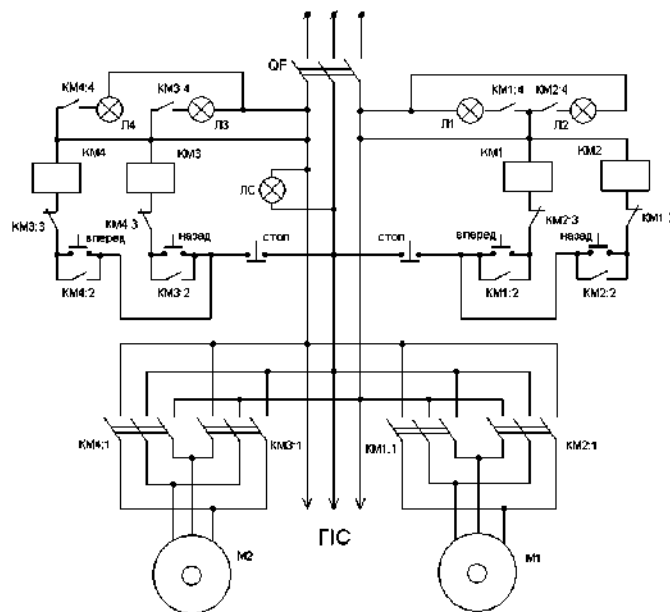 QF
КМ4:4
Л4
КМ3:4
Л3
Л1
КМ1:4
КМ2:4
Л2
КМ4
КМ3
ЛС
КМ1
КМ2
КМ3:3
КМ4:3
КМ2:3
КМ1:3
вперед
назад
стоп
стоп
вперед
назад
КМ4:2
КМ3:2
КМ1:2
КМ2:2
КМ4:1
КМ3:1
КМ1:1
КМ2:1
ГІС
М2
М1